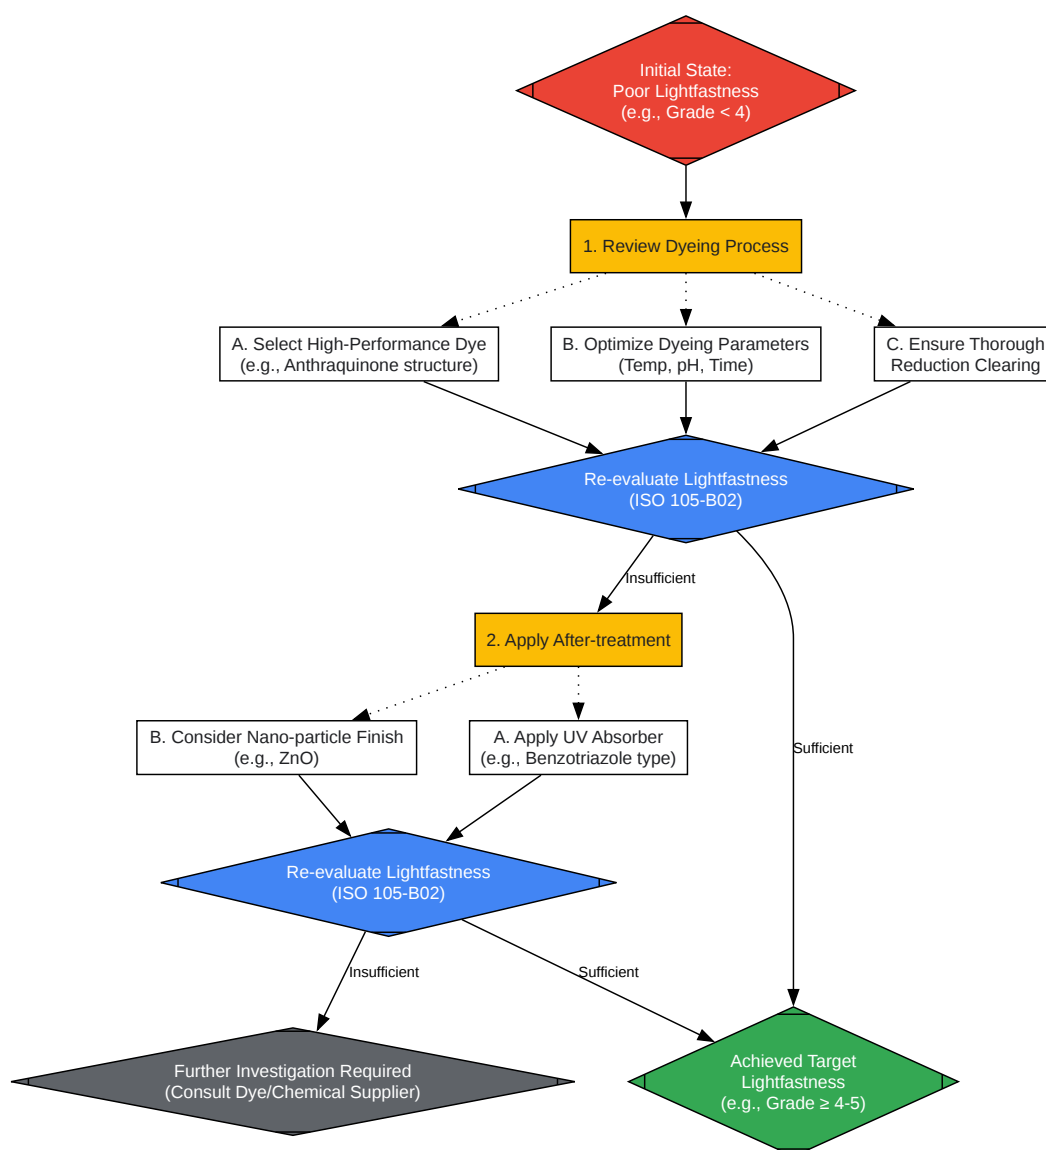 Initial State:
Poor Lightfastness
(e.g., Grade < 4)
1. Review Dyeing Process
A. Select High-Performance Dye
(e.g., Anthraquinone structure)
B. Optimize Dyeing Parameters
(Temp, pH, Time)
C. Ensure Thorough
Reduction Clearing
Re-evaluate Lightfastness
(ISO 105-B02)
Insufficient
2. Apply After-treatment
Sufficient
B. Consider Nano-particle Finish
(e.g., ZnO)
A. Apply UV Absorber
(e.g., Benzotriazole type)
Re-evaluate Lightfastness
(ISO 105-B02)
Insufficient
Sufficient
Further Investigation Required
(Consult Dye/Chemical Supplier)
Achieved Target
Lightfastness
(e.g., Grade ≥ 4-5)